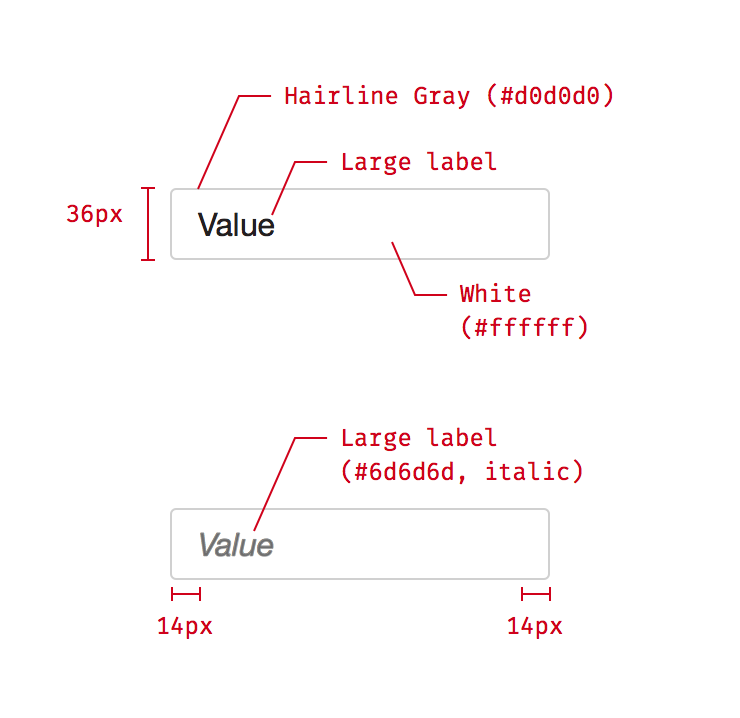 Hairline Gray (#d0d0d0)
Large label
36px
Value
White
(#ffffff)
Large label
(#6d6d6d, italic)
Value
14px
14px